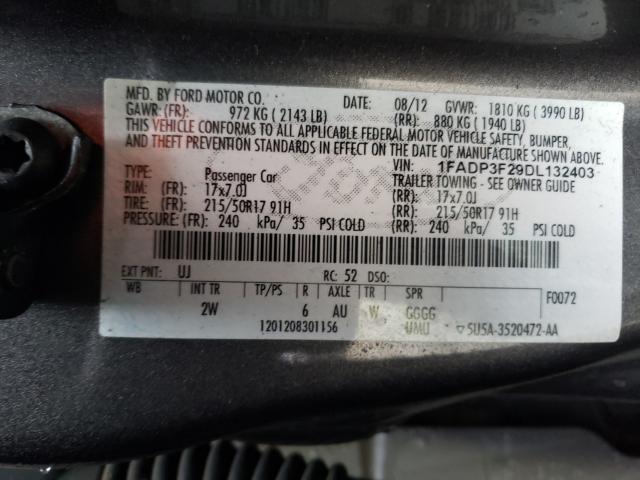 MFD. BY FORD MOTOR CO. DATE: 08/12 GVWR: 1810 KG ( 3990 LB)
GAWR: (FR): 972 KG ( 2143 LB) (RR): 880 KG ( 1940 LB)
THIS VEHICLE CONFORMS TO ALL APPLICABLE FEDERAL MOTOR VEHICLE SAFETY, BUMPER,
AND THEFT PREVENTION STANDARDS IN EFFECT ON THE DATE OF MANUFACTURE SHOWN ABOVE.
VIN: 1FADP3F29DL132403
TYPE: Passenger Car TRAILER TOWING - SEE OWNER GUIDE
RIM: (FR): 17x7.0J (RR): 17x7.0J
TIRE: (FR): 215/50R17 91H (RR): 215/50R17 91H
PRESSURE: (FR): 240 kPa/ 35 PSI COLD (RR): 240 kPa/ 35 PSI COLD
EXT PNT: UJ RC: 52 DSO:
WB INT TR TP/PS R AXLE TR SPR F0072
2W 6 AU W GGGG
1201208301156 UMU ▽5U5A-3520472-AA